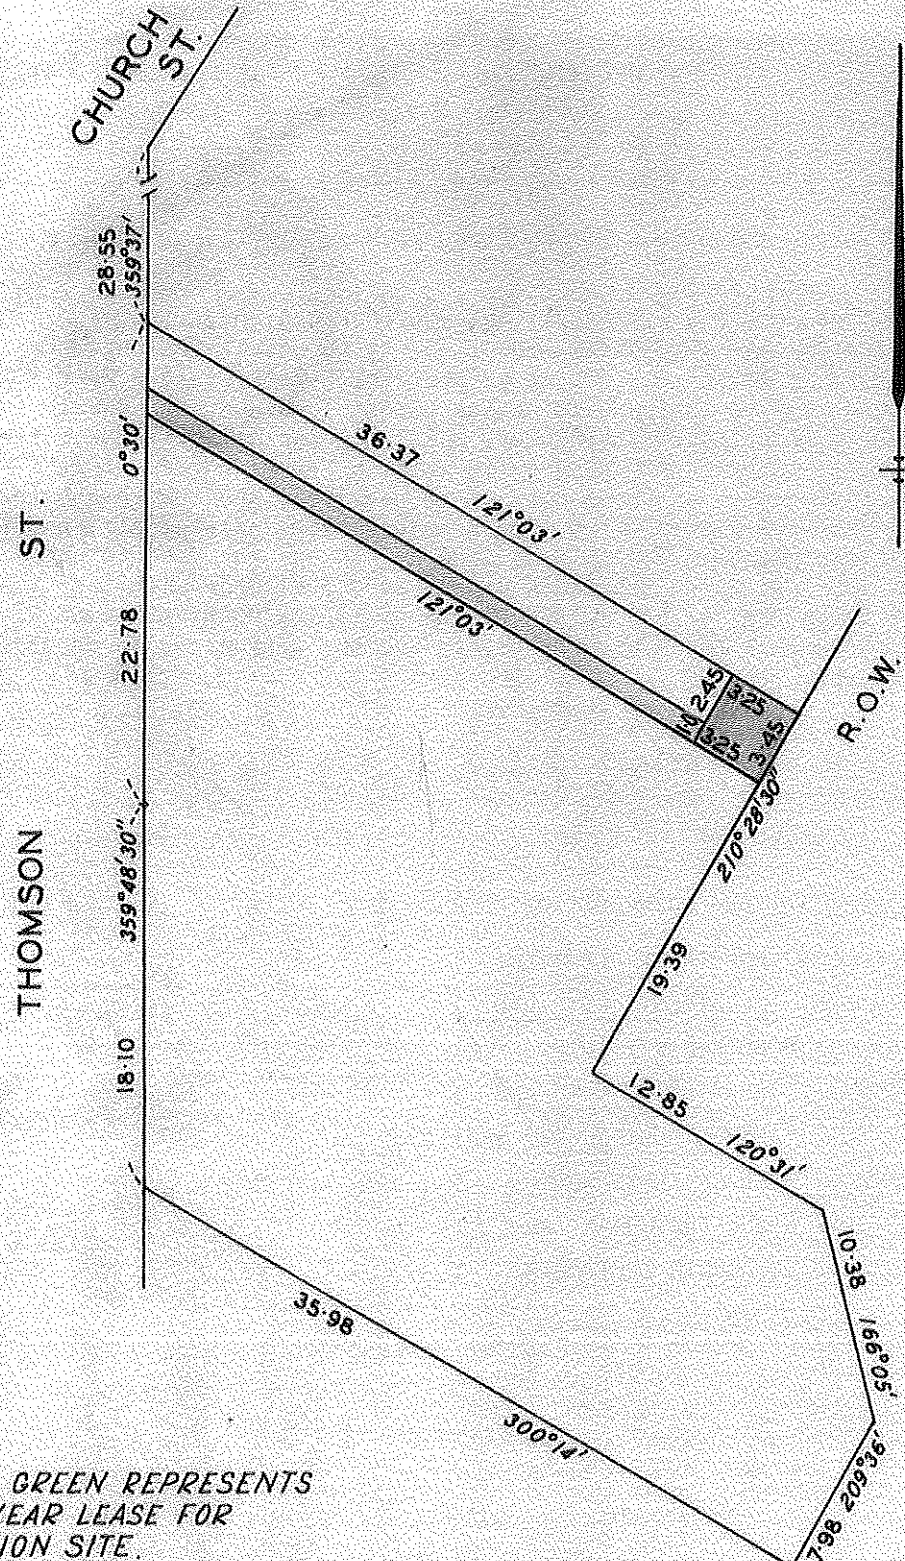 CHURCH
ST.
28·55
359°37'
0°30'
36·37
121°03'
121°03'
ST.
22·78
2·45
3·25
3·25
3·45
R.O.W.
THOMSON
359°48'30"
210°28'30"
19·39
18·10
12·85
120°31'
10·38
166°05'
35·98
300°14'
7·98 209°36'
GREEN REPRESENTS
YEAR LEASE FOR
ION SITE.